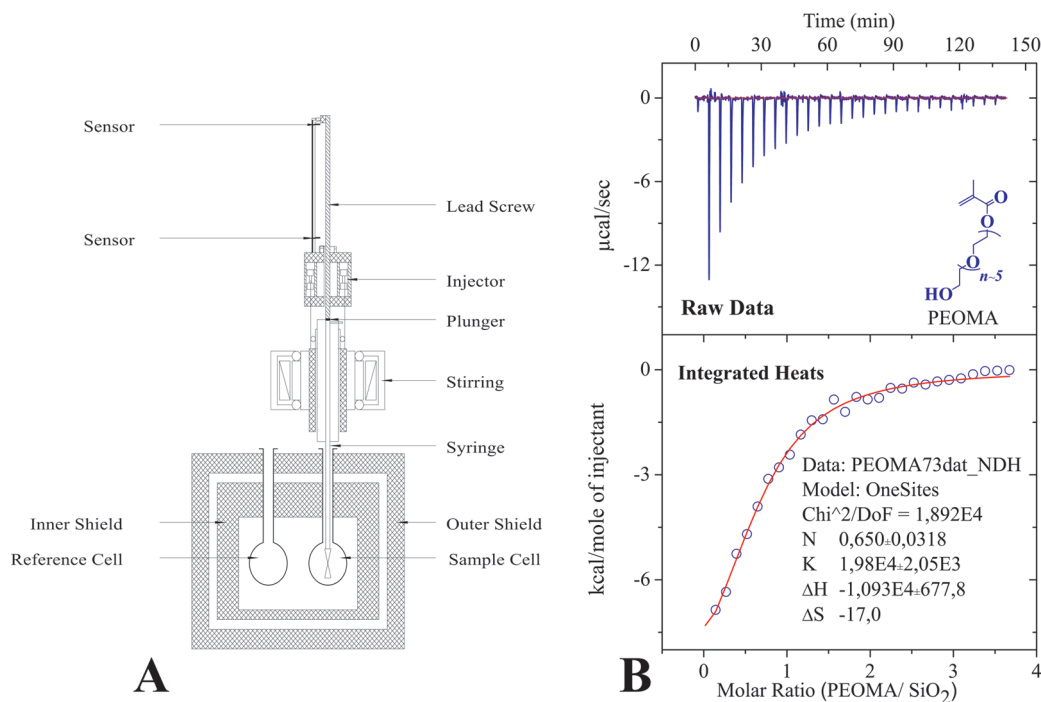 Sensor
Lead Screw
Sensor
Injector
Plunger
Stirring
Syringe
Inner Shield
Outer Shield
Reference Cell
Sample Cell
A
Time (min)
0 30 60 90 120 150
0
-6
-12
µcal/sec
O
O
O
n~5
HO
PEOMA
Raw Data
Integrated Heats
0
-3
-6
kcal/mole of injectant
Data: PEOMA73dat_NDH
Model: OneSites
Chi^2/DoF = 1,892E4
N 0,650±0,0318
K 1,98E4±2,05E3
ΔH -1,093E4±677,8
ΔS -17,0
0 1 2 3 4
Molar Ratio (PEOMA/ SiO₂)
B